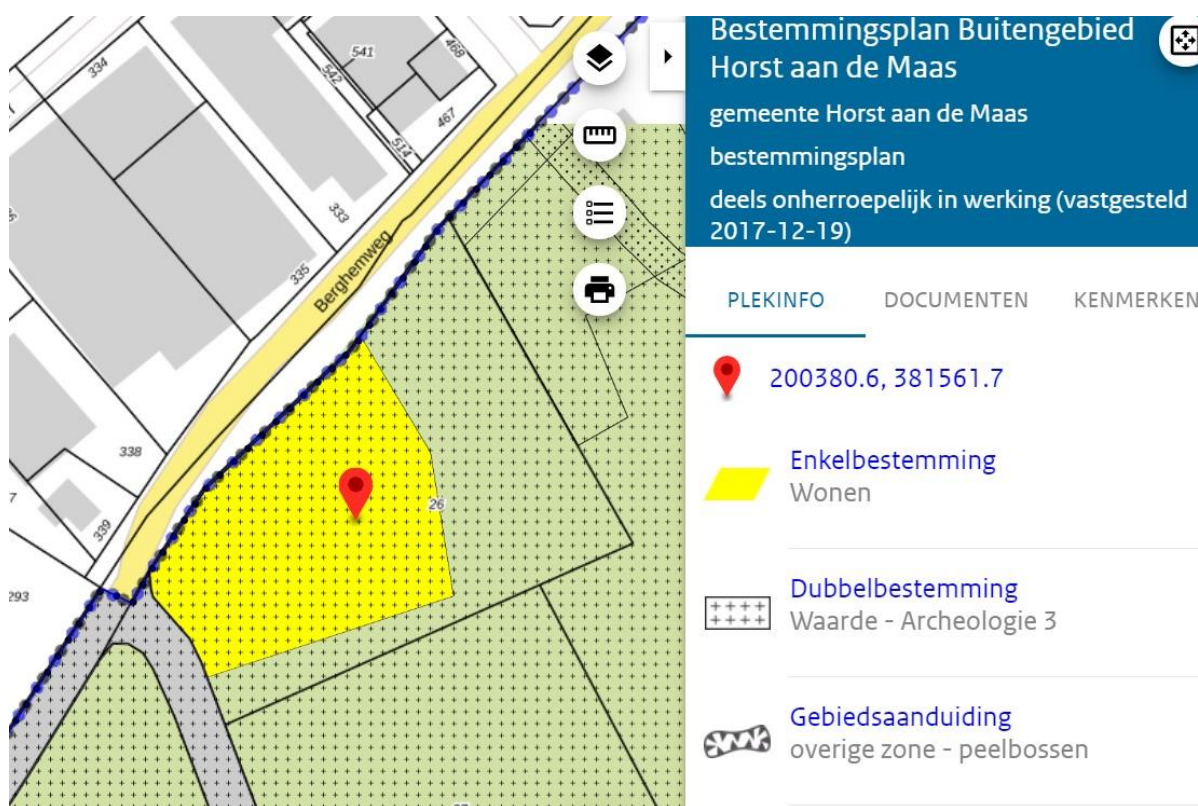 334
541
468
542
467
514
333
335
Berghemweg
338
339
293
26
Bestemmingsplan Buitengebied
Horst aan de Maas
gemeente Horst aan de Maas
bestemmingsplan
deels onherroepelijk in werking (vastgesteld
2017-12-19)
PLEKINFO DOCUMENTEN KENMERKEN
200380.6, 381561.7
Enkelbestemming
Wonen
Dubbelbestemming
Waarde - Archeologie 3
Gebiedsaanduiding
overige zone - peelbossen